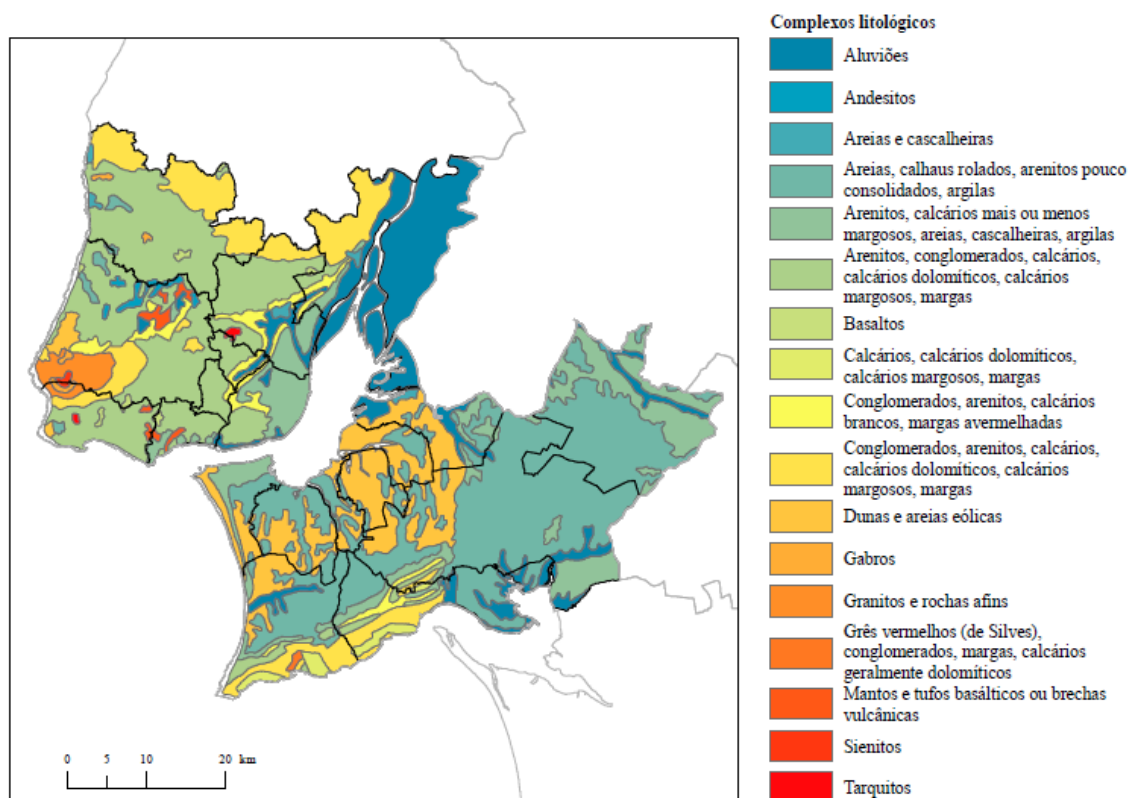 Complexos litológicos
Aluviões
Andesitos
Areias e cascalheiras
Areias, calhaus rolados, arenitos pouco
consolidados, argilas
Arenitos, calcários mais ou menos
margosos, areias, cascalheiras, argilas
Arenitos, conglomerados, calcários,
calcários dolomíticos, calcários
margosos, margas
Basaltos
Calcários, calcários dolomíticos,
calcários margosos, margas
Conglomerados, arenitos, calcários
brancos, margas avermelhadas
Conglomerados, arenitos, calcários,
calcários dolomíticos, calcários
margosos, margas
Dunas e areias eólicas
Gabros
Granitos e rochas afins
Grês vermelhos (de Silves),
conglomerados, margas, calcários
geralmente dolomíticos
Mantos e tufos basálticos ou brechas
vulcânicas
Sienitos
Tarquitos
0 5 10 20 km